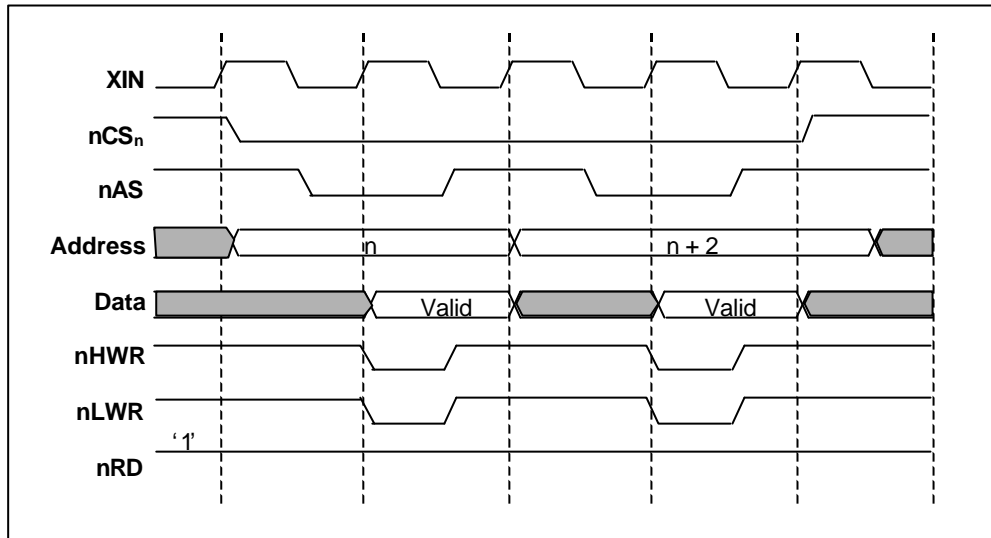 XIN
nCSn
nAS
Address n n + 2
Data Valid Valid
nHWR
nLWR
‘1’
nRD